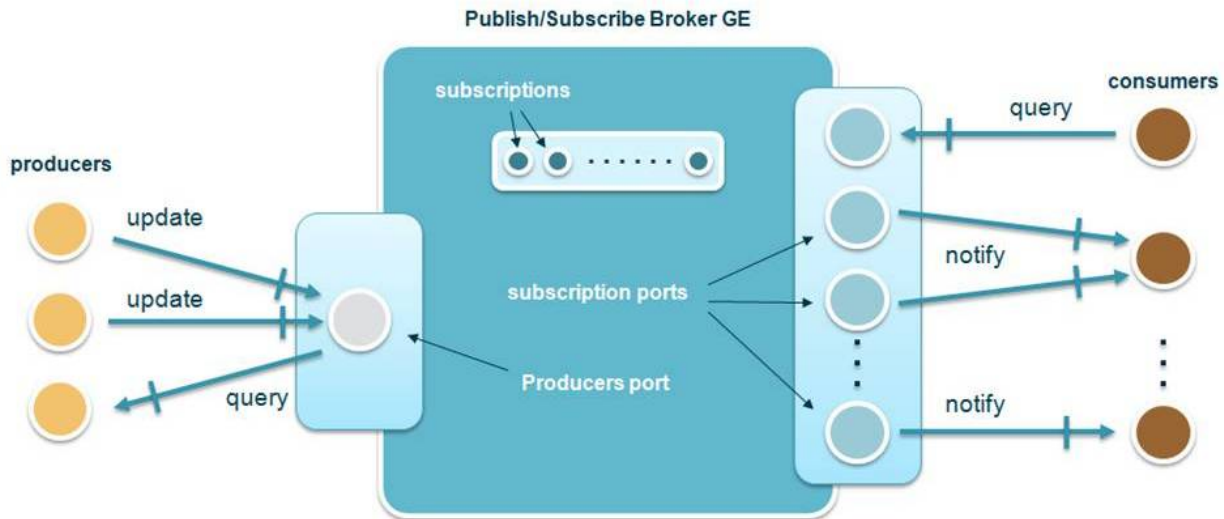 Publish/Subscribe Broker GE
subscriptions
consumers
query
producers
update
notify
update
subscription ports
Producers port
query
notify